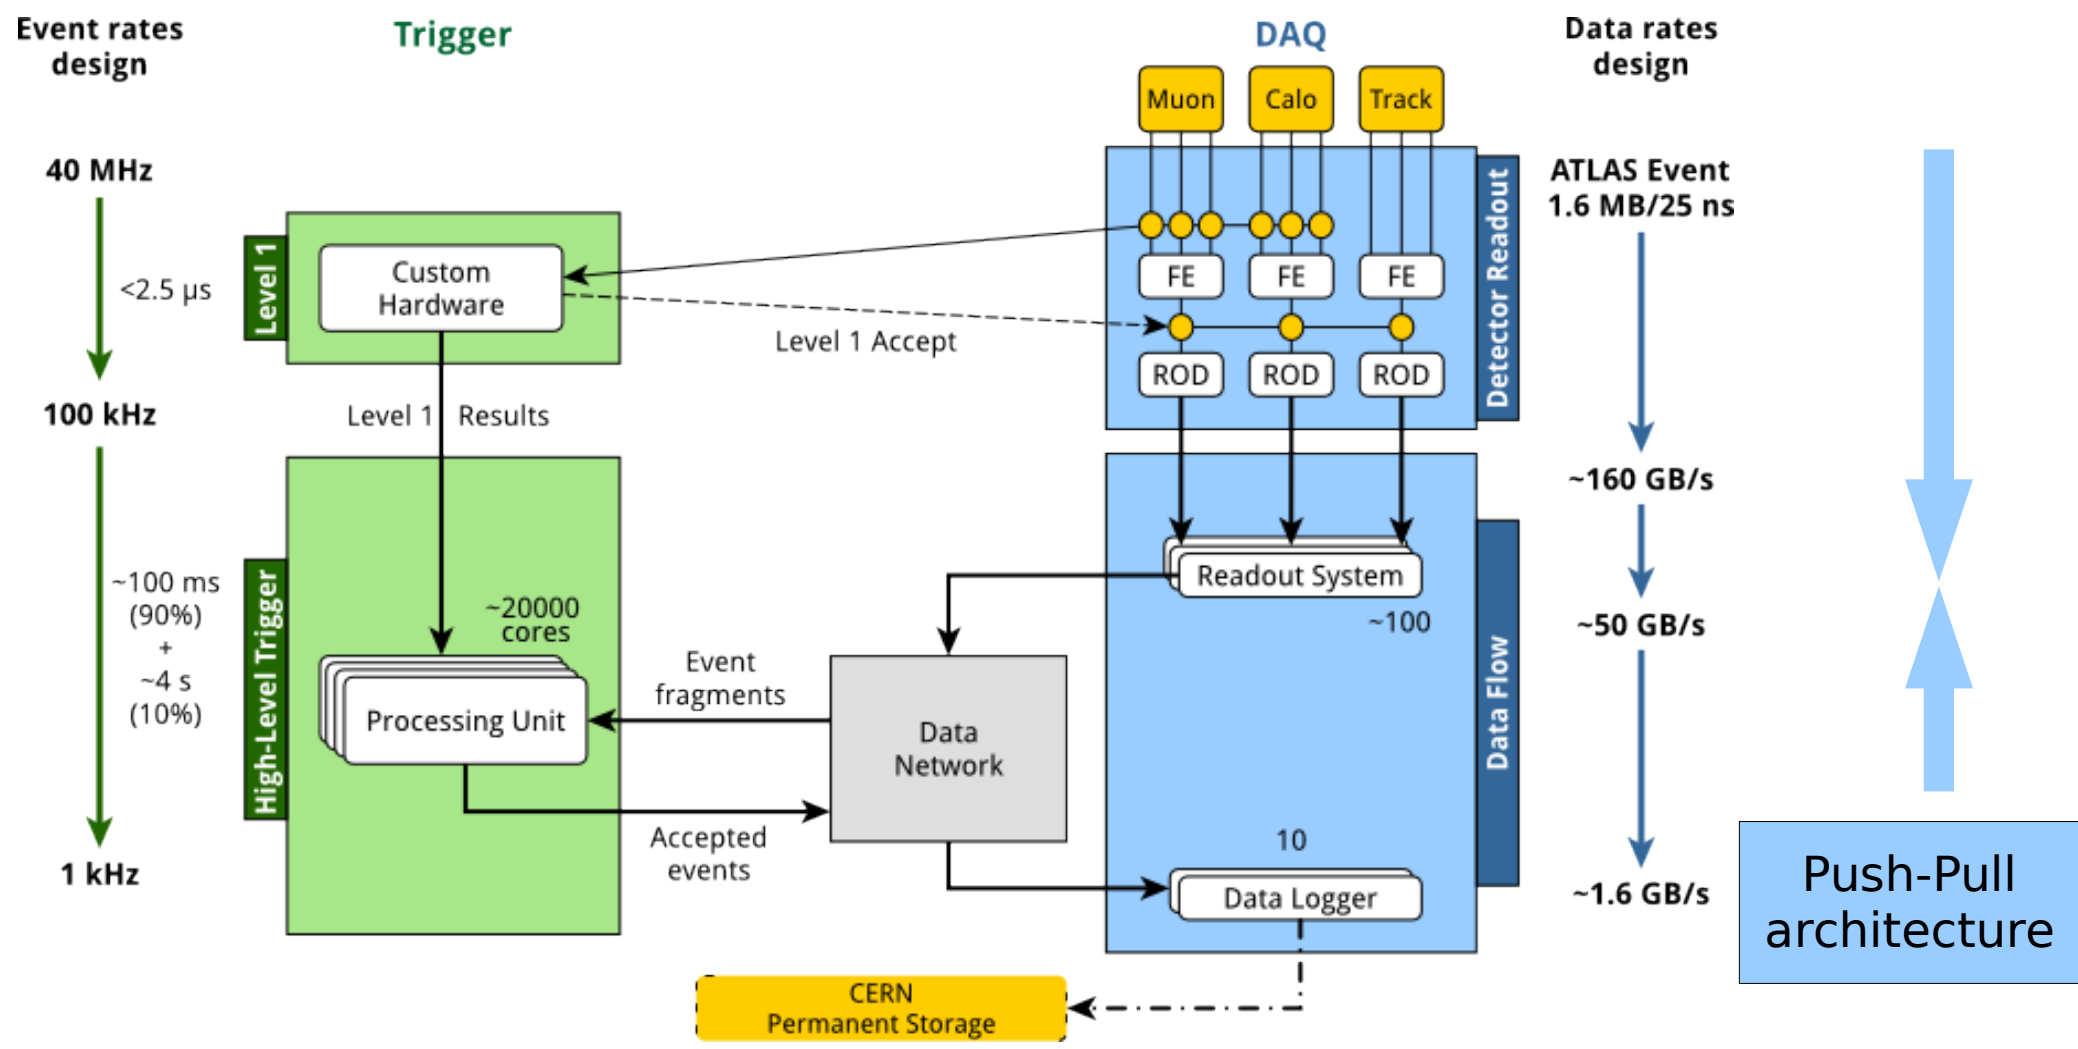 Event rates
design
Trigger
DAQ
Data rates
design
Muon
Calo
Track
40 MHz
ATLAS Event
1.6 MB/25 ns
<2.5 µs
Level 1
Custom
Hardware
FE
FE
FE
Detector Readout
Level 1 Accept
ROD
ROD
ROD
100 kHz
Level 1 Results
~160 GB/s
~100 ms
(90%)
+
~4 s
(10%)
High-Level Trigger
~20000
cores
Processing Unit
Event
fragments
Data
Network
Accepted
events
Readout System
~100
~50 GB/s
Data Flow
10
Data Logger
1 kHz
~1.6 GB/s
Push-Pull
architecture
CERN
Permanent Storage